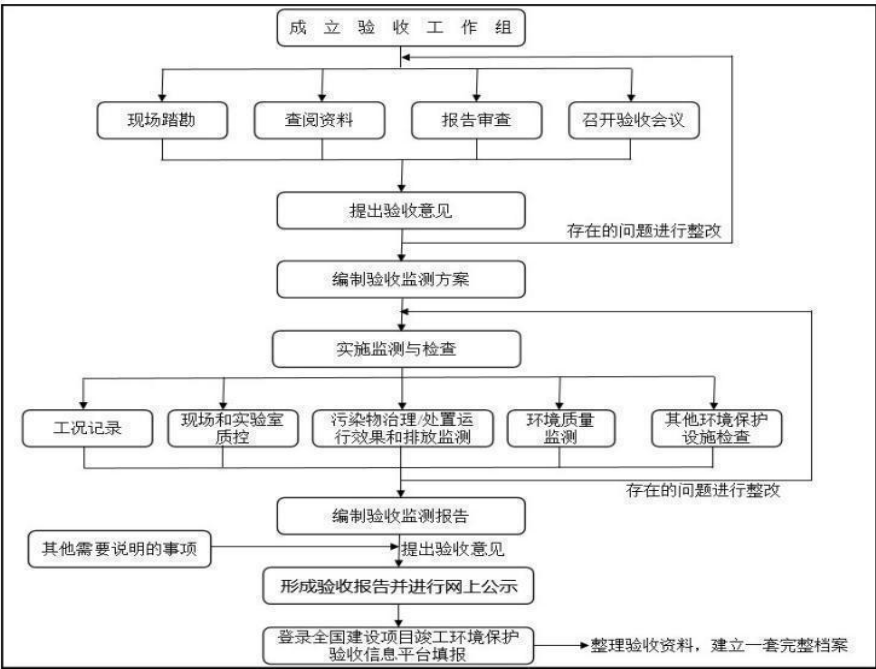 成立验收工作组
现场踏勘
查阅资料
报告审查
召开验收会议
提出验收意见
存在的问题进行整改
编制验收监测方案
实施监测与检查
工况记录
现场和实验室
质控
污染物治理/处置运
行效果和排放监测
环境质量
监测
其他环境保护
设施检查
存在的问题进行整改
编制验收监测报告
其他需要说明的事项
提出验收意见
形成验收报告并进行网上公示
登录全国建设项目竣工环境保护
验收信息平台填报
整理验收资料，建立一套完整档案